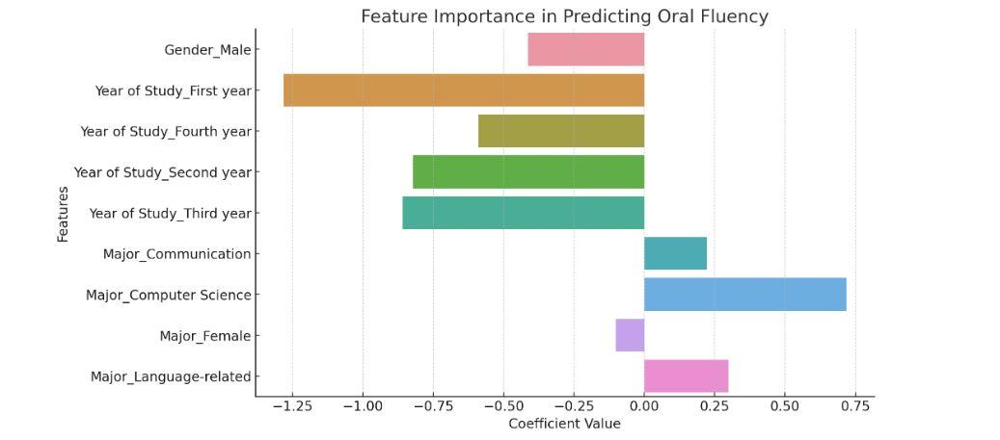 Feature Importance in Predicting Oral Fluency
Gender_Male
Year of Study_First year
Year of Study_Fourth year
Year of Study_Second year
Year of Study_Third year
Major_Communication
Major_Computer Science
Major_Female
Major_Language-related
Features
−1.25 −1.00 −0.75 −0.50 −0.25 0.00 0.25 0.50 0.75
Coefficient Value